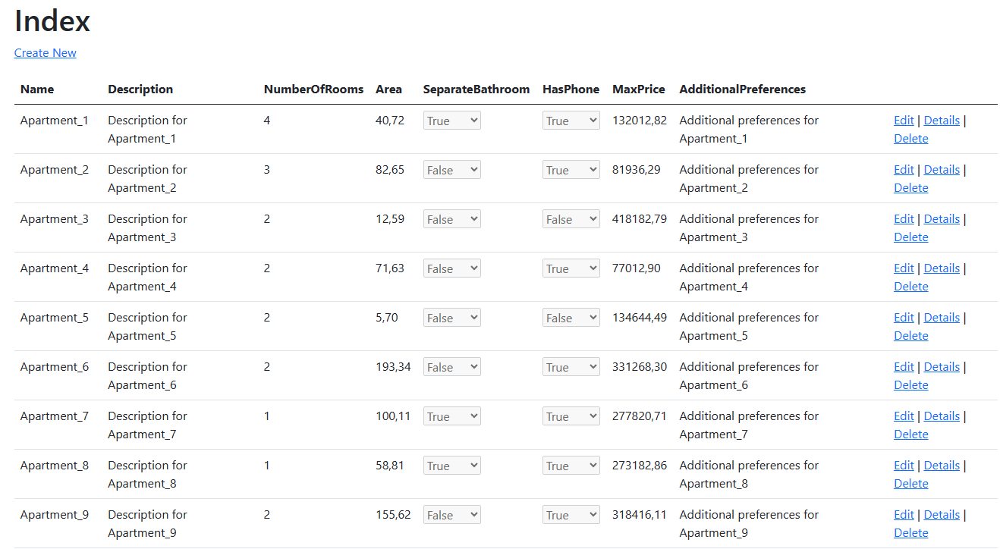 Index
Create New
Name Description NumberOfRooms Area SeparateBathroom HasPhone MaxPrice AdditionalPreferences
Apartment_1 Description for 4 40,72 True True 132012,82 Additional preferences for Edit | Details |
Apartment_1 Apartment_1 Delete
Apartment_2 Description for 3 82,65 False True 81936,29 Additional preferences for Edit | Details |
Apartment_2 Apartment_2 Delete
Apartment_3 Description for 2 12,59 False False 418182,79 Additional preferences for Edit | Details |
Apartment_3 Apartment_3 Delete
Apartment_4 Description for 2 71,63 False True 77012,90 Additional preferences for Edit | Details |
Apartment_4 Apartment_4 Delete
Apartment_5 Description for 2 5,70 False False 134644,49 Additional preferences for Edit | Details |
Apartment_5 Apartment_5 Delete
Apartment_6 Description for 2 193,34 False True 331268,30 Additional preferences for Edit | Details |
Apartment_6 Apartment_6 Delete
Apartment_7 Description for 1 100,11 True True 277820,71 Additional preferences for Edit | Details |
Apartment_7 Apartment_7 Delete
Apartment_8 Description for 1 58,81 True True 273182,86 Additional preferences for Edit | Details |
Apartment_8 Apartment_8 Delete
Apartment_9 Description for 2 155,62 False True 318416,11 Additional preferences for Edit | Details |
Apartment_9 Apartment_9 Delete